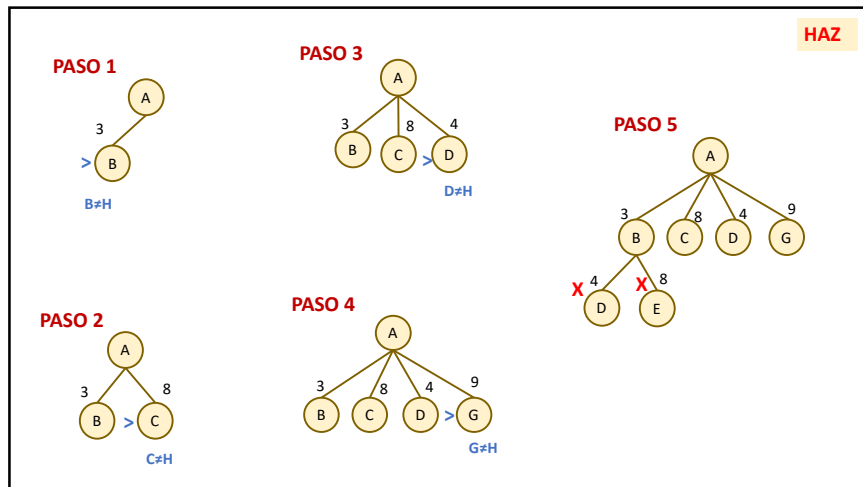 HAZ
PASO 1
A
3
> B
B≠H
PASO 2
A
3 8
B > C
C≠H
PASO 3
A
3 8 4
B C > D
D≠H
PASO 4
A
3 8 4 9
B C D > G
G≠H
PASO 5
A
3 8 4 9
B C D G
X 4 X 8
D E